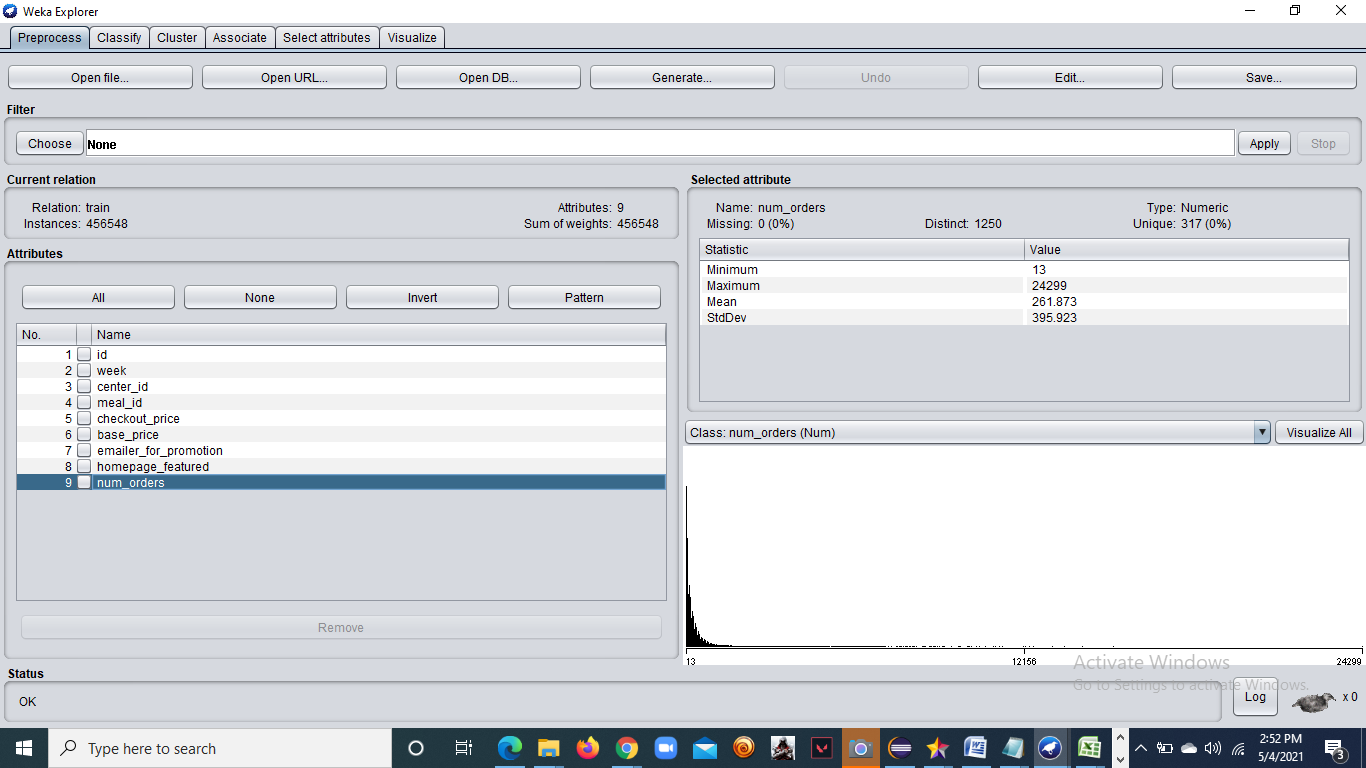 Weka Explorer
Preprocess Classify Cluster Associate Select attributes Visualize
Open file... Open URL... Open DB... Generate... Undo Edit... Save...
Filter
Choose None Apply Stop
Current relation
Relation: train Attributes: 9
Instances: 456548 Sum of weights: 456548
Attributes
All None Invert Pattern
No. Name
1 id
2 week
3 center_id
4 meal_id
5 checkout_price
6 base_price
7 emailer_for_promotion
8 homepage_featured
9 num_orders
Remove
Selected attribute
Name: num_orders Type: Numeric
Missing: 0 (0%) Distinct: 1250 Unique: 317 (0%)
Statistic Value
Minimum 13
Maximum 24299
Mean 261.873
StdDev 395.923
Class: num_orders (Num) Visualize All
13 12156 24299
Activate Windows
Go to Settings to activate Windows.
Status
OK
Log x 0
Type here to search
2:52 PM
5/4/2021
3